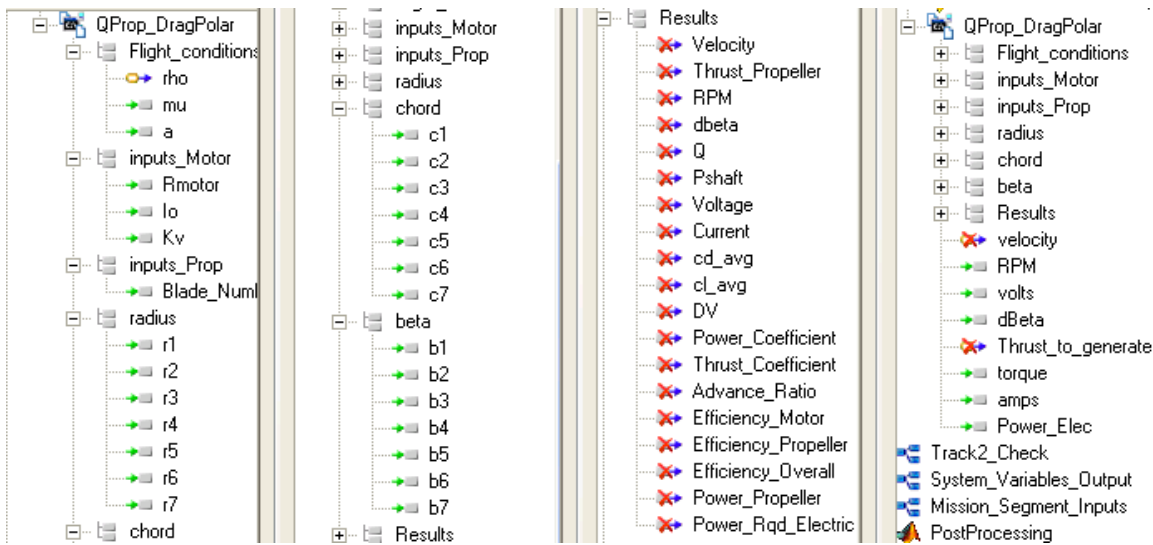 QProp_DragPolar
Flight_conditions
rho
mu
a
inputs_Motor
Rmotor
Io
Kv
inputs_Prop
Blade_Numl
radius
r1
r2
r3
r4
r5
r6
r7
chord
inputs_Motor
inputs_Prop
radius
chord
c1
c2
c3
c4
c5
c6
c7
beta
b1
b2
b3
b4
b5
b6
b7
Results
Results
Velocity
Thrust_Propeller
RPM
dbeta
Q
Pshaft
Voltage
Current
cd_avg
cl_avg
DV
Power_Coefficient
Thrust_Coefficient
Advance_Ratio
Efficiency_Motor
Efficiency_Propeller
Efficiency_Overall
Power_Propeller
Power_Rqd_Electric
QProp_DragPolar
Flight_conditions
inputs_Motor
inputs_Prop
radius
chord
beta
Results
velocity
RPM
volts
dBeta
Thrust_to_generate
torque
amps
Power_Elec
Track2_Check
System_Variables_Output
Mission_Segment_Inputs
PostProcessing